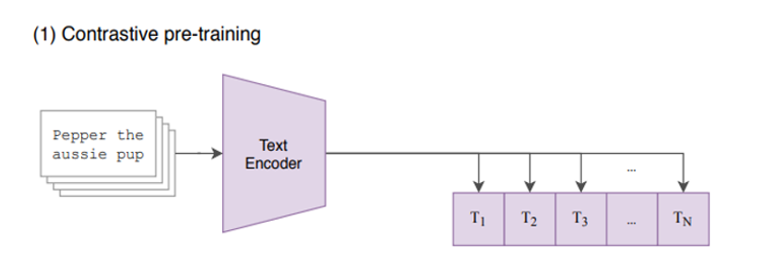 (1) Contrastive pre-training
Pepper the
aussie pup
Text
Encoder
...
T1 T2 T3 ... TN